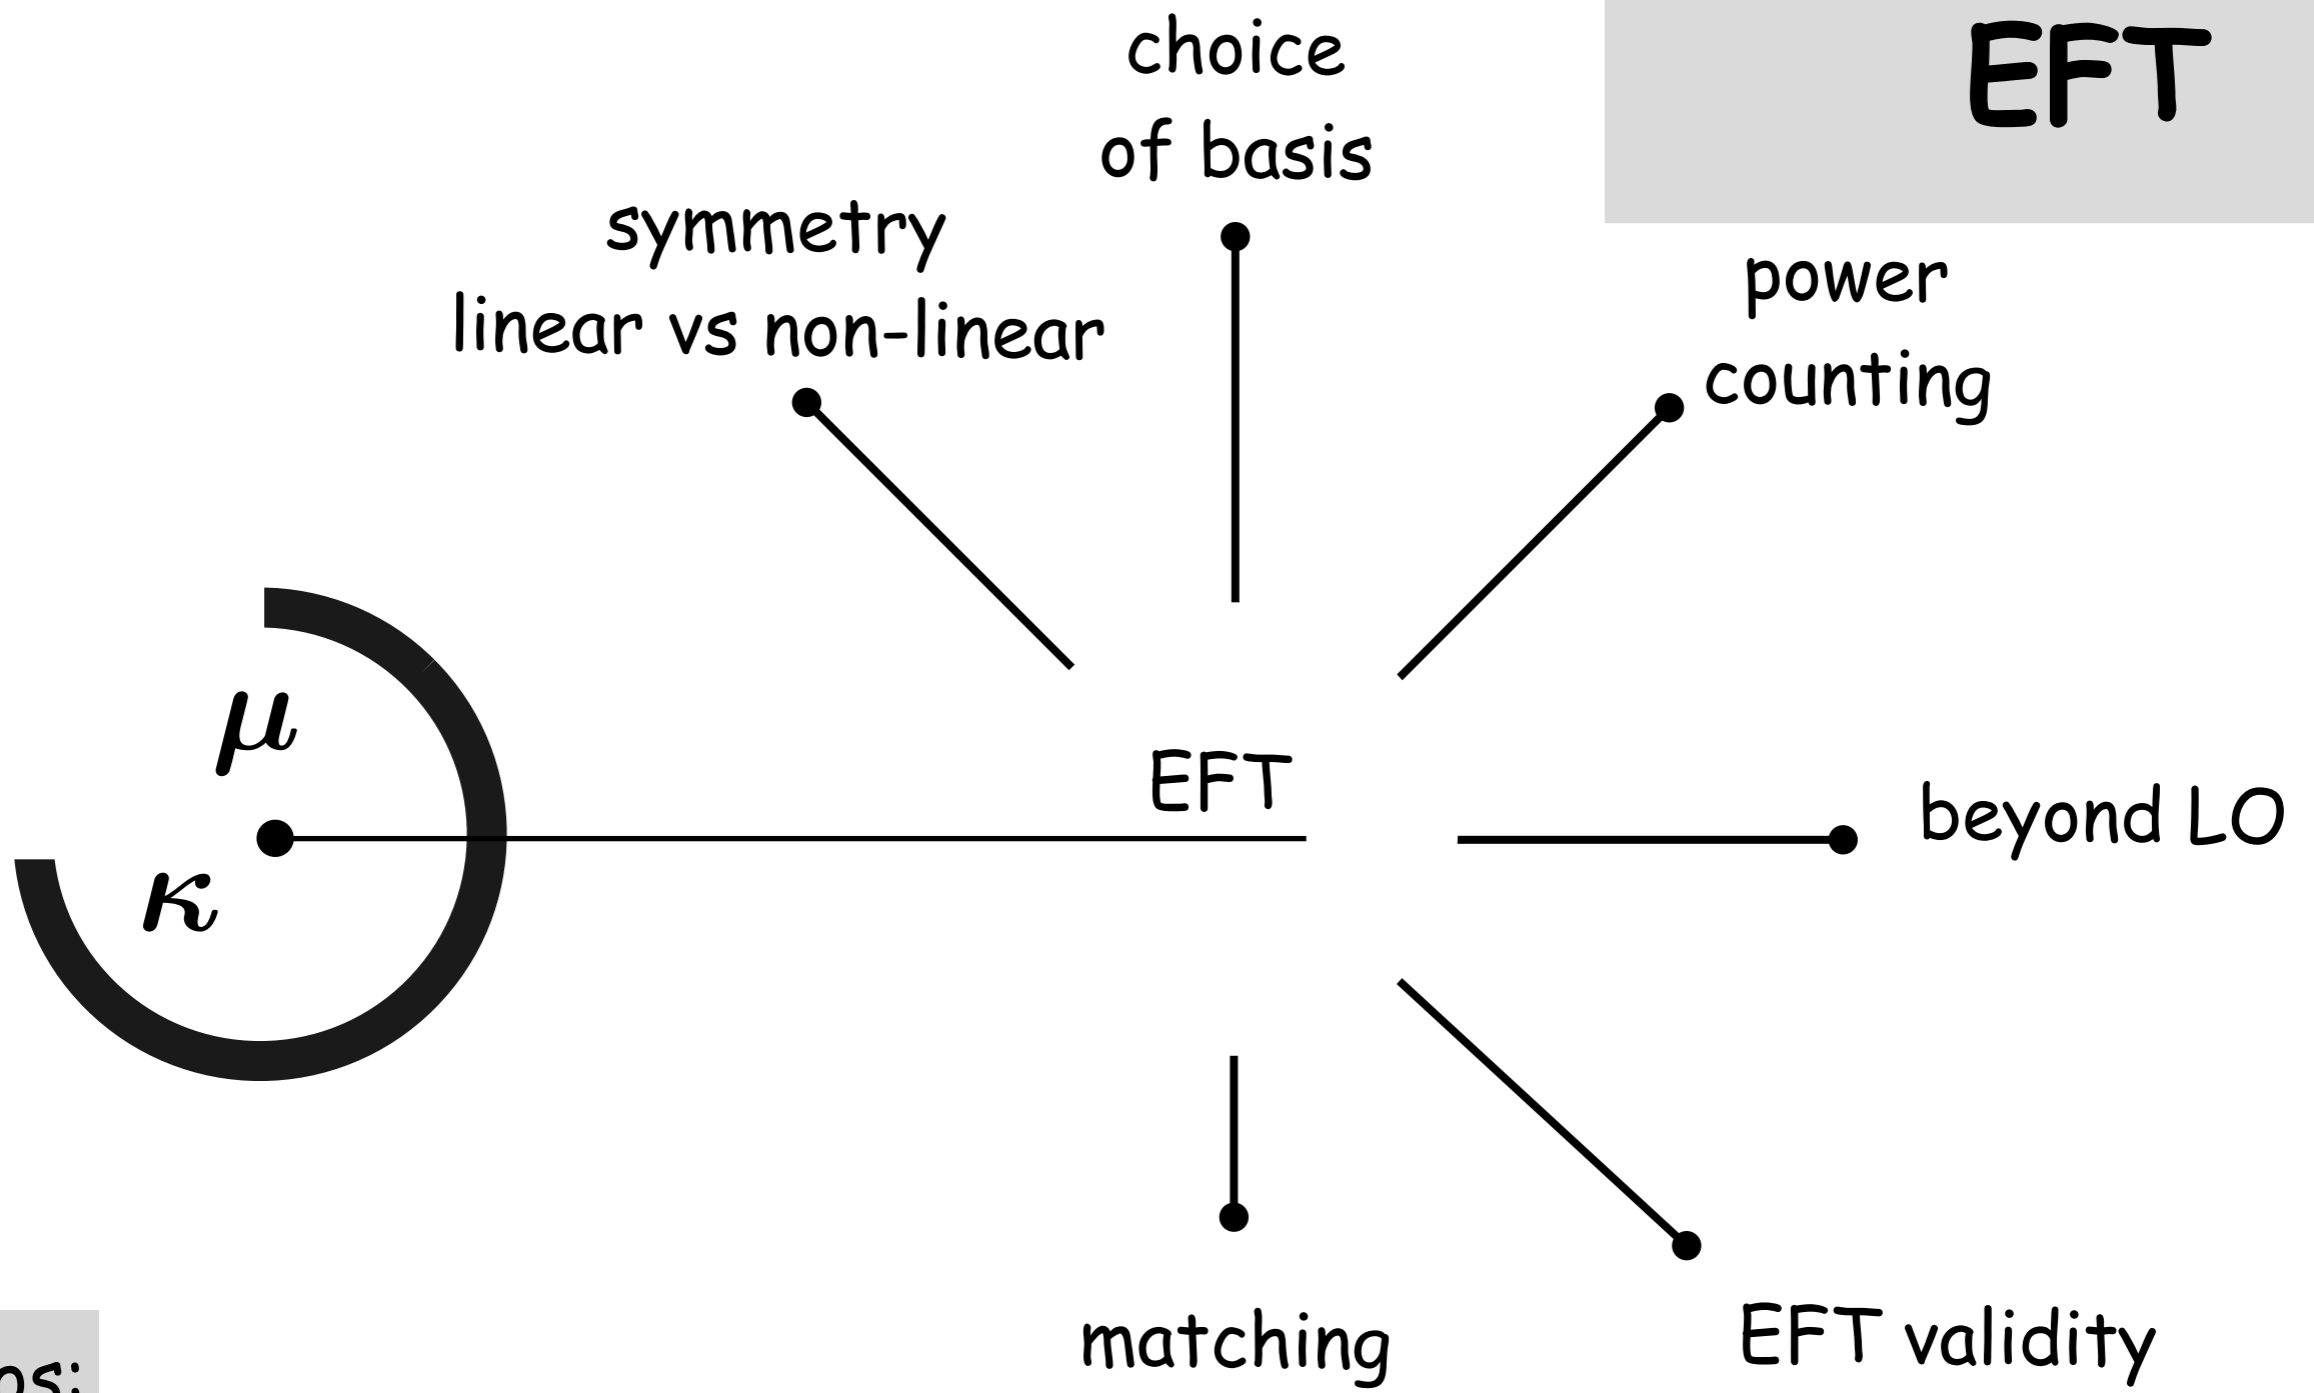 EFT
choice
of basis
symmetry
linear vs non-linear
power
counting
μ
EFT
beyond LO
κ
matching
EFT validity